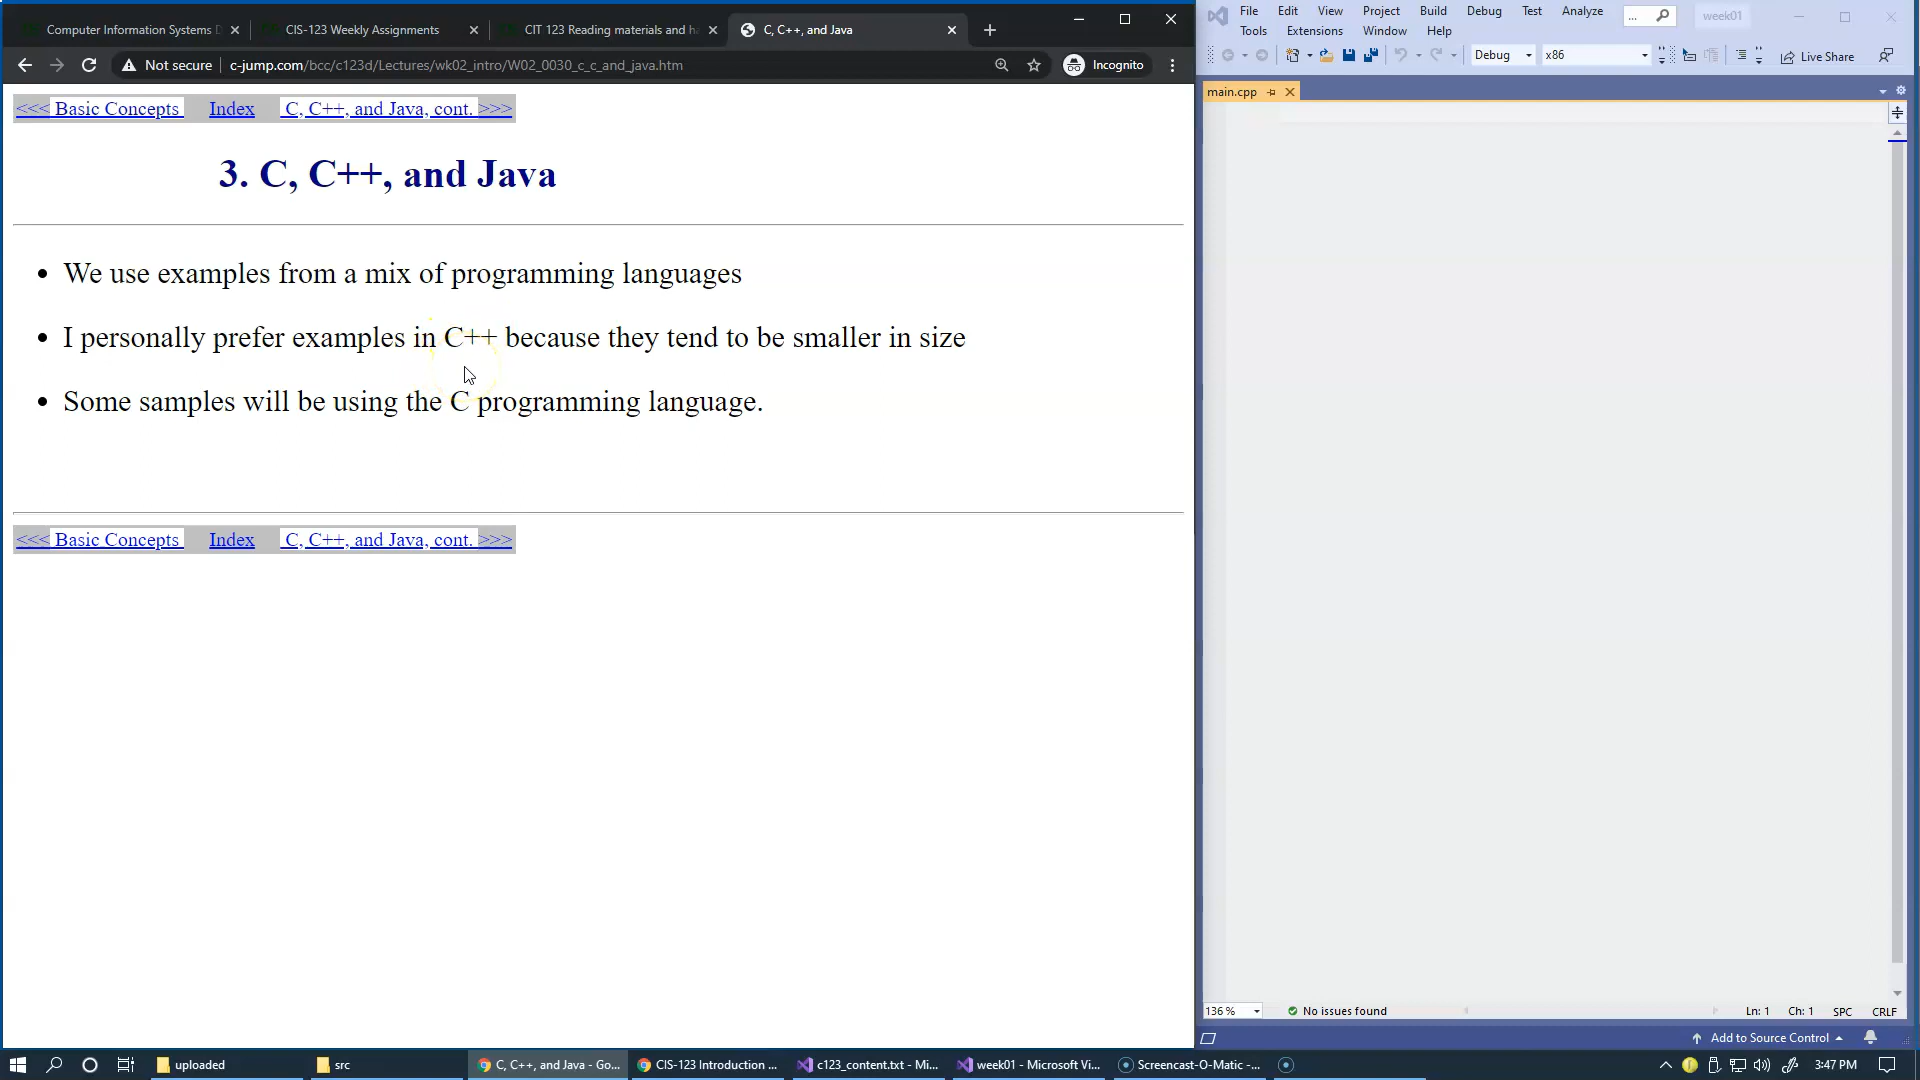 Computer Information Systems D
CIS-123 Weekly Assignments
CIT 123 Reading materials and ha
C, C++, and Java
Not secure
c-jump.com/bcc/c123d/Lectures/wk02_intro/W02_0030_c_c_and_java.htm
Incognito
<<< Basic Concepts Index C, C++, and Java, cont. >>>
3. C, C++, and Java
We use examples from a mix of programming languages
I personally prefer examples in C++ because they tend to be smaller in size
Some samples will be using the C programming language.
<<< Basic Concepts Index C, C++, and Java, cont. >>>
File Edit View Project Build Debug Test Analyze ... week01
Tools Extensions Window Help
Debug x86 Live Share
main.cpp
136 % No issues found Ln: 1 Ch: 1 SPC CRLF
Add to Source Control
uploaded
src
C, C++, and Java - Go...
CIS-123 Introduction ...
c123_content.txt - Mi...
week01 - Microsoft Vi...
Screencast-O-Matic -...
3:47 PM